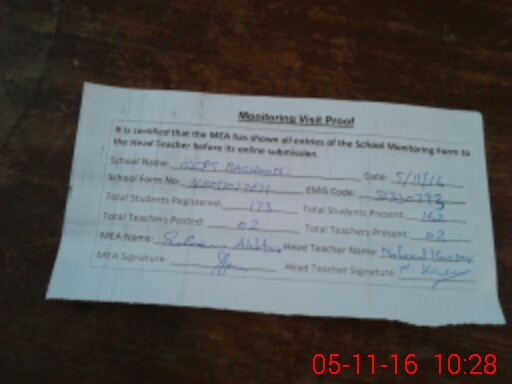 Monitoring Visit Proof
It is certified that the MEA has shown all entries of the School Monitoring Form to
the Head Teacher before its online submission.
School Name: GGPS Date: 5/11/16
School Form No: EMIS Code:
Total Students Registered: 173 Total Students Present: 162
Total Teachers Posted: 02 Total Teachers Present: 02
MEA Name: Head Teacher Name:
MEA Signature: Head Teacher Signature:
05-11-16 10:28